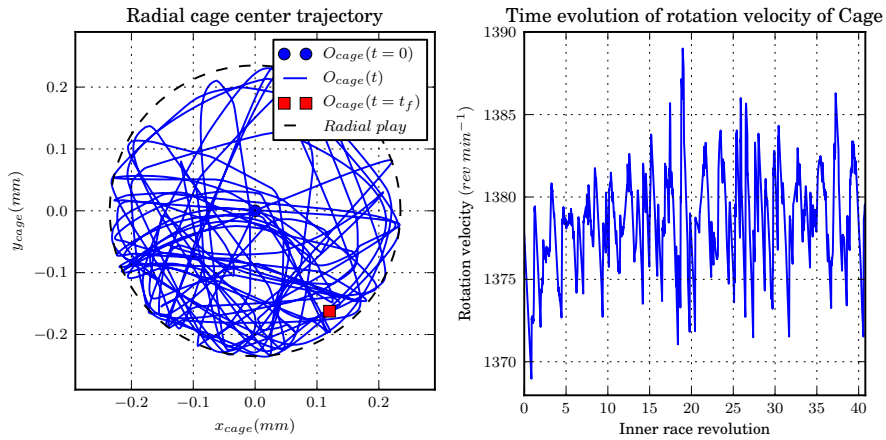 Radial cage center trajectory
O_cage(t=0)
O_cage(t)
O_cage(t=t_f)
Radial play
0.2
0.1
0.0
−0.1
−0.2
y_cage(mm)
−0.2 −0.1 0.0 0.1 0.2
x_cage(mm)
Time evolution of rotation velocity of Cage
1390
1385
1380
1375
1370
Rotation velocity (rev min^−1)
0 5 10 15 20 25 30 35 40
Inner race revolution